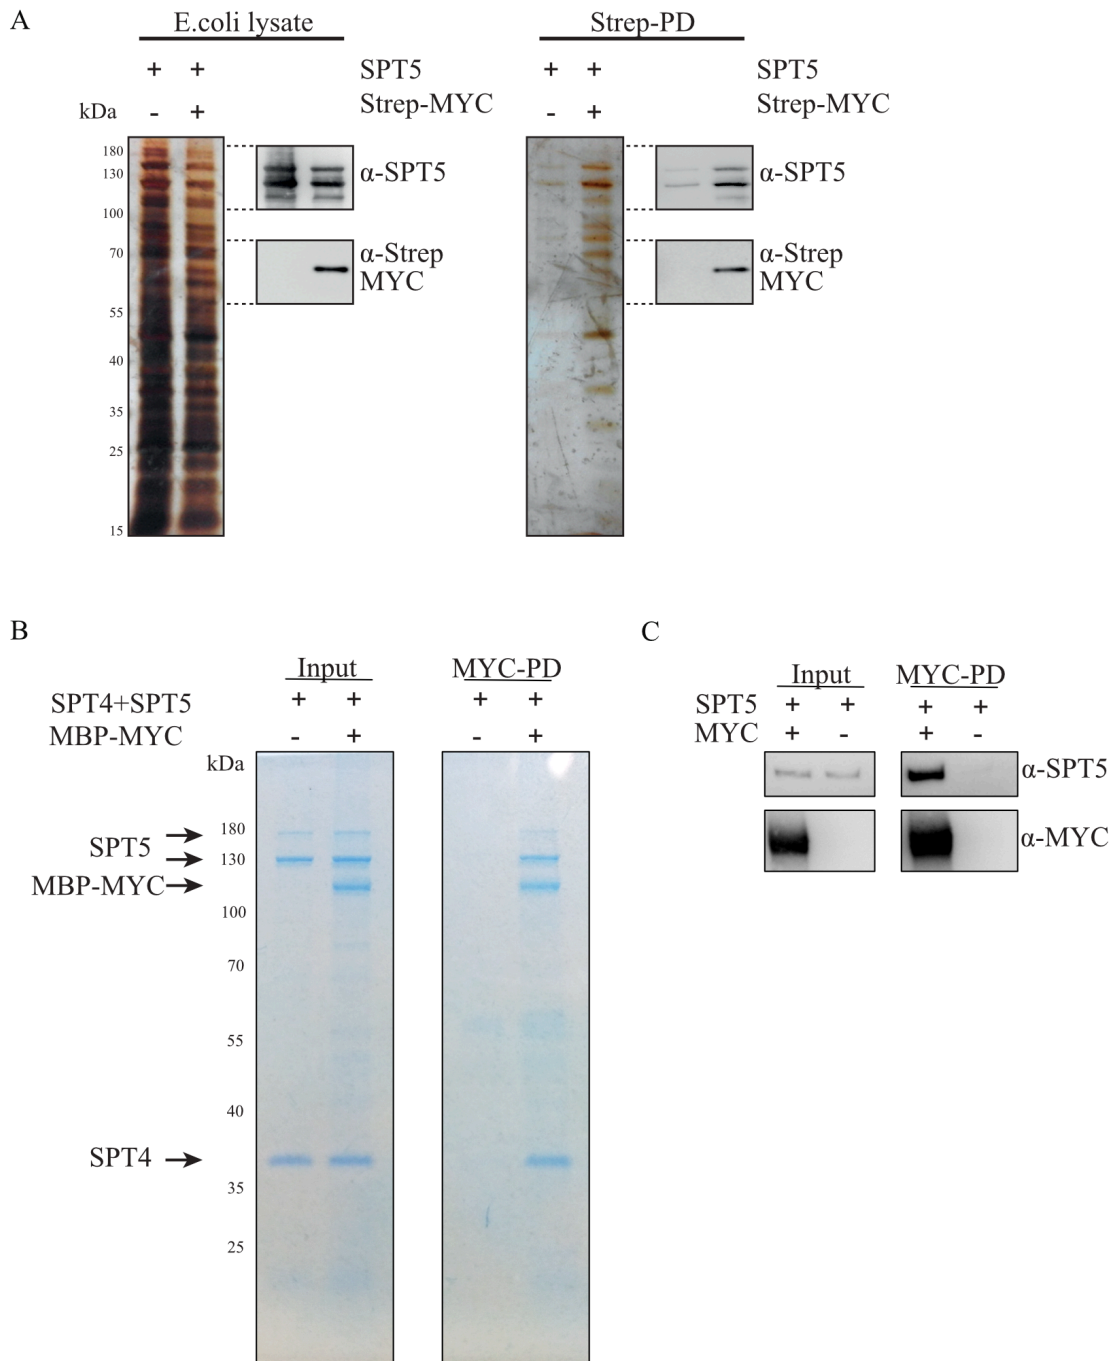 A
E.coli lysate
Strep-PD
+ + SPT5
+ + SPT5
kDa - + Strep-MYC
- + Strep-MYC
180
130
100
70
55
40
35
25
15
α-SPT5
α-Strep
MYC
α-SPT5
α-Strep
MYC
B
Input
MYC-PD
SPT4+SPT5 + + + +
MBP-MYC - + - +
kDa
180
SPT5
130
MBP-MYC
100
70
55
40
SPT4
35
25
C
Input
MYC-PD
SPT5 + + + +
MYC + - + -
α-SPT5
α-MYC